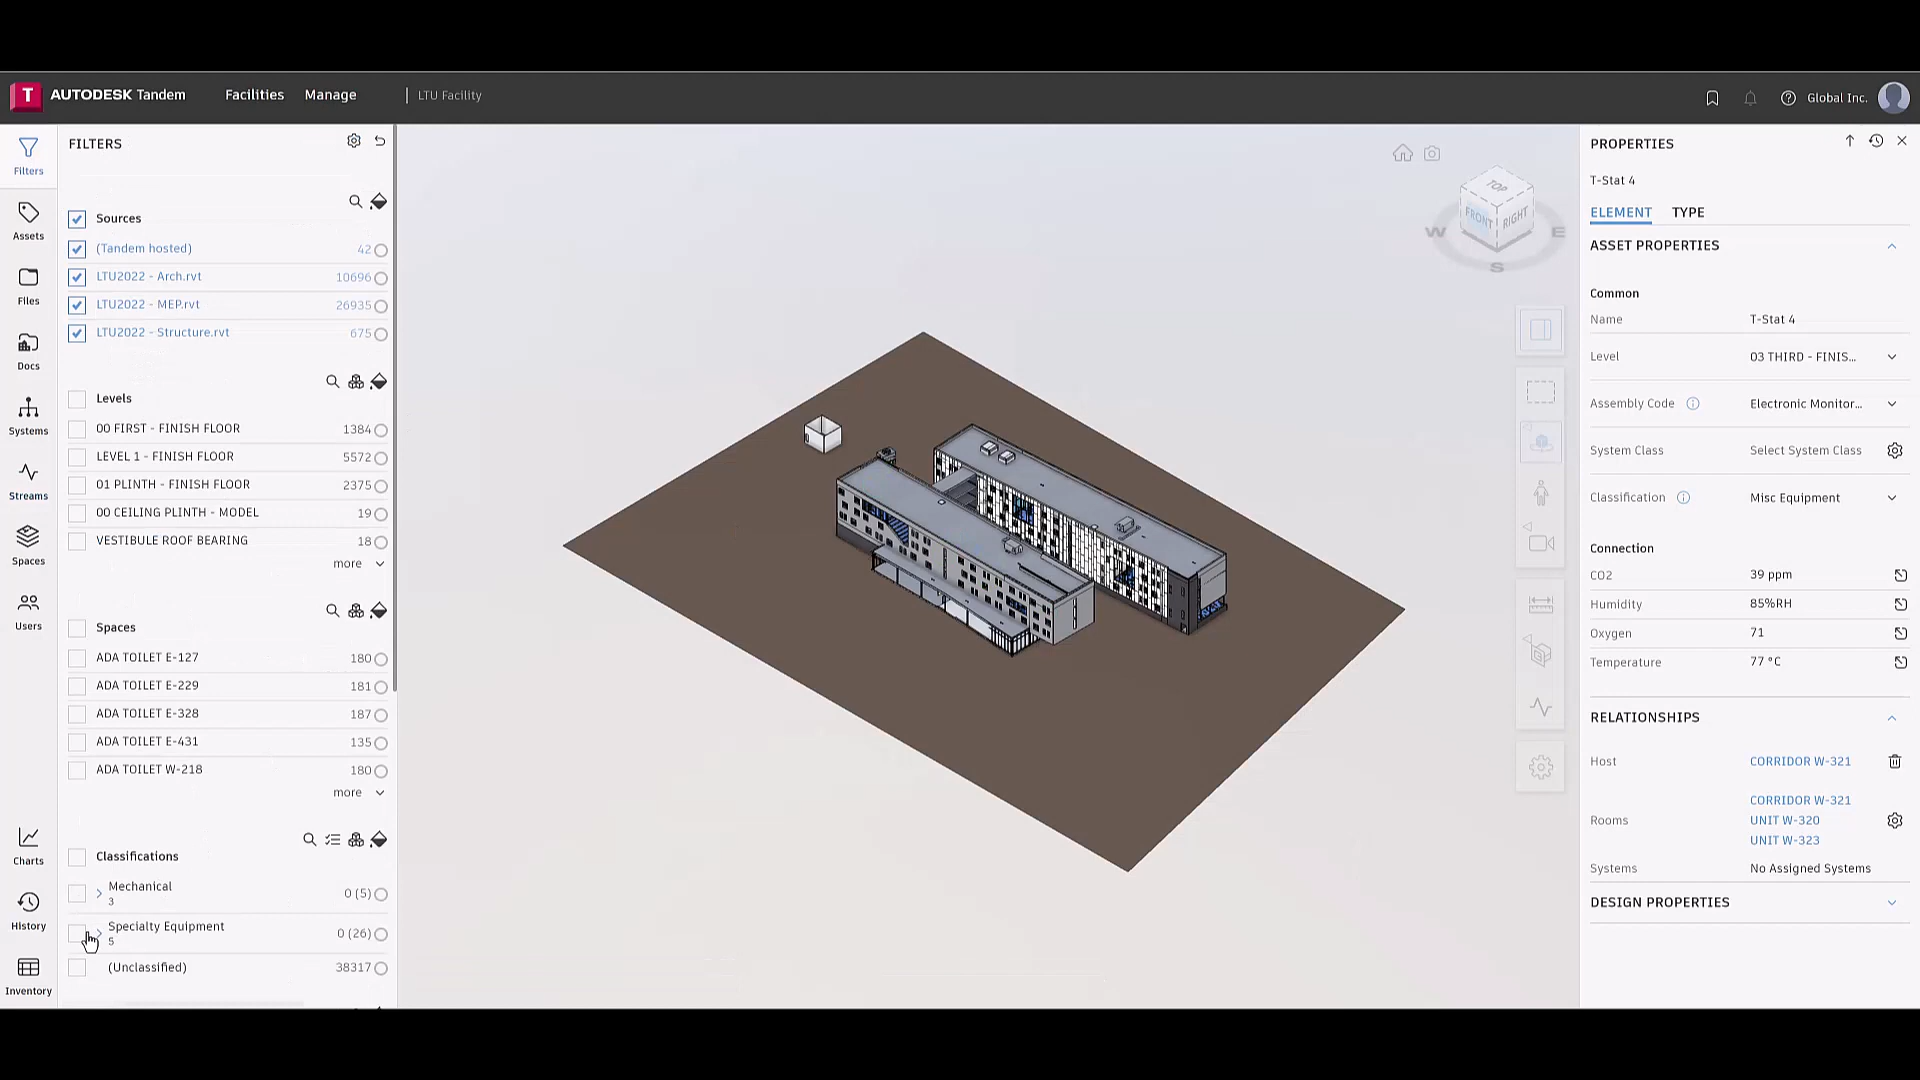 T AUTODESK Tandem Facilities Manage LTU Facility Global Inc.
Filters
Assets
Files
Docs
Systems
Streams
Spaces
Users
Charts
History
Inventory
FILTERS
Sources
(Tandem hosted) 42
LTU2022 - Arch.rvt 10696
LTU2022 - MEP.rvt 26935
LTU2022 - Structure.rvt 675
Levels
00 FIRST - FINISH FLOOR 1384
LEVEL 1 - FINISH FLOOR 5572
01 PLINTH - FINISH FLOOR 2375
00 CEILING PLINTH - MODEL 19
VESTIBULE ROOF BEARING 18
more
Spaces
ADA TOILET E-127 180
ADA TOILET E-229 181
ADA TOILET E-328 187
ADA TOILET E-431 135
ADA TOILET W-218 180
more
Classifications
Mechanical 0 (5)
3
Specialty Equipment 0 (26)
5
(Unclassified) 38317
TOP
FRONT RIGHT
W E
S
PROPERTIES
T-Stat 4
ELEMENT TYPE
ASSET PROPERTIES
Common
Name T-Stat 4
Level 03 THIRD - FINIS...
Assembly Code Electronic Monitor...
System Class Select System Class
Classification Misc Equipment
Connection
CO2 39 ppm
Humidity 85%RH
Oxygen 71
Temperature 77 °C
RELATIONSHIPS
Host CORRIDOR W-321
Rooms CORRIDOR W-321
UNIT W-320
UNIT W-323
Systems No Assigned Systems
DESIGN PROPERTIES